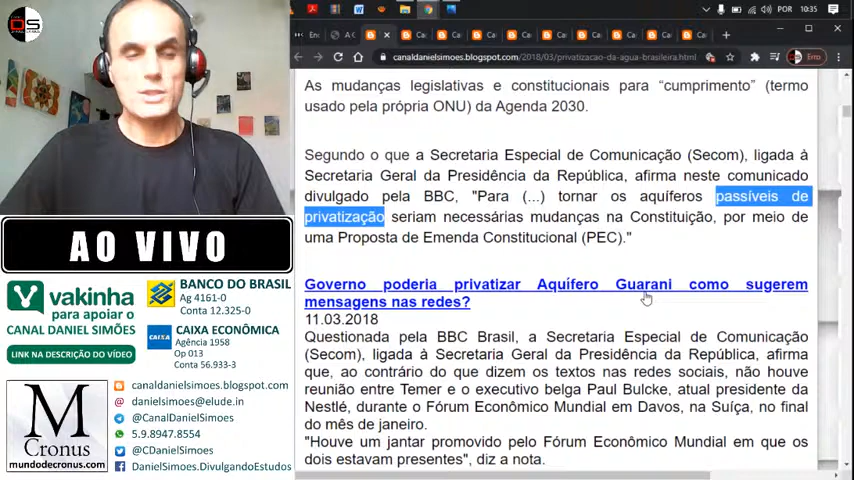 POR
10:35
canaldanielsimoes.blogspot.com/2018/03/privatizacao-da-agua-brasileira.html
Erro
As mudanças legislativas e constitucionais para “cumprimento” (termo
usado pela própria ONU) da Agenda 2030.
Segundo o que a Secretaria Especial de Comunicação (Secom), ligada à
Secretaria Geral da Presidência da República, afirma neste comunicado
divulgado pela BBC, "Para (...) tornar os aquíferos passíveis de
privatização seriam necessárias mudanças na Constituição, por meio de
uma Proposta de Emenda Constitucional (PEC)."
Governo poderia privatizar Aquífero Guarani como sugerem
mensagens nas redes?
11.03.2018
Questionada pela BBC Brasil, a Secretaria Especial de Comunicação
(Secom), ligada à Secretaria Geral da Presidência da República, afirma
que, ao contrário do que dizem os textos nas redes sociais, não houve
reunião entre Temer e o executivo belga Paul Bulcke, atual presidente da
Nestlé, durante o Fórum Econômico Mundial em Davos, na Suíça, no final
do mês de janeiro.
"Houve um jantar promovido pelo Fórum Econômico Mundial em que os
dois estavam presentes", diz a nota.
AO VIVO
vakinha
para apoiar o
CANAL DANIEL SIMÕES
LINK NA DESCRIÇÃO DO VÍDEO
BANCO DO BRASIL
Ag 4161-0
Conta 12.325-0
CAIXA
CAIXA ECONÔMICA
Agência 1958
Op 013
Conta 56.933-3
M
Cronus
mundodecronus.com
canaldanielsimoes.blogspot.com
danielsimoes@elude.in
@CanalDanielSimoes
5.9.8947.8554
@CDanielSimoes
DanielSimoes.DivulgandoEstudos